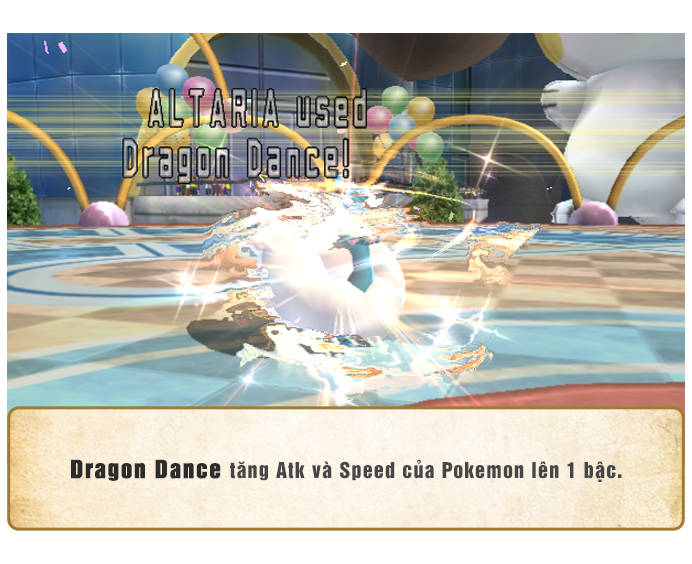 ALTARIA used
Dragon Dance!
Dragon Dance tăng Atk và Speed của Pokemon lên 1 bậc.